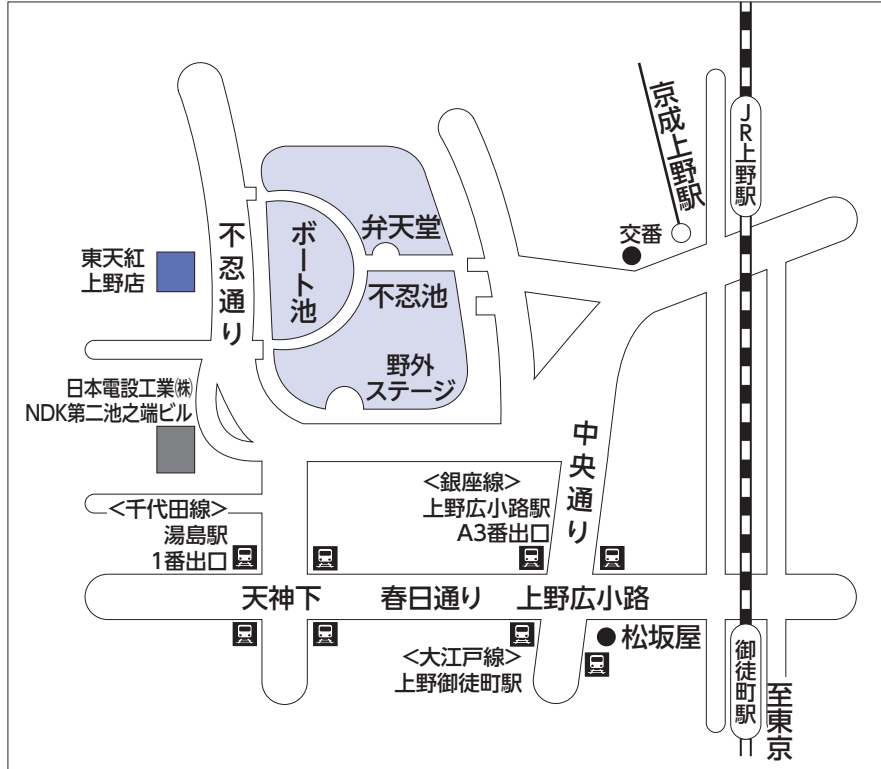 京成上野駅
JR上野駅
交番
弁天堂
不忍通り
ボート池
東天紅
上野店
不忍池
野外
ステージ
日本電設工業㈱
NDK第二池之端ビル
中央通り
<銀座線>
上野広小路駅
A3番出口
<千代田線>
湯島駅
1番出口
天神下
春日通り
上野広小路
松坂屋
<大江戸線>
上野御徒町駅
御徒町駅
至東京